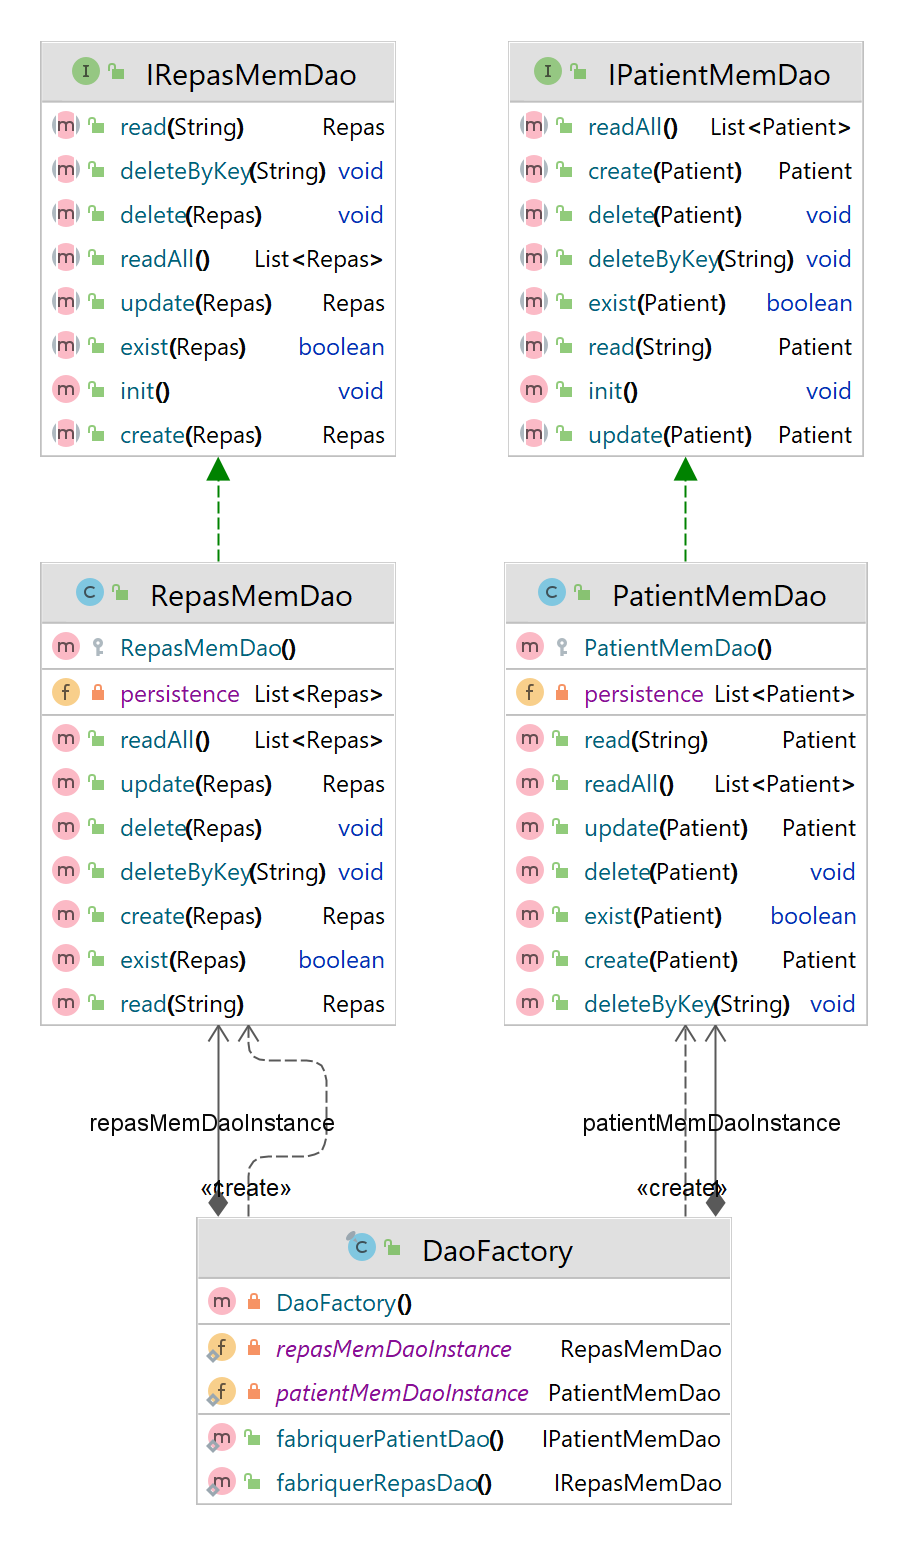 IRepasMemDao
read(String) Repas
deleteByKey(String) void
delete(Repas) void
readAll() List<Repas>
update(Repas) Repas
exist(Repas) boolean
init() void
create(Repas) Repas
IPatientMemDao
readAll() List<Patient>
create(Patient) Patient
delete(Patient) void
deleteByKey(String) void
exist(Patient) boolean
read(String) Patient
init() void
update(Patient) Patient
RepasMemDao
RepasMemDao()
persistence List<Repas>
readAll() List<Repas>
update(Repas) Repas
delete(Repas) void
deleteByKey(String) void
create(Repas) Repas
exist(Repas) boolean
read(String) Repas
PatientMemDao
PatientMemDao()
persistence List<Patient>
read(String) Patient
readAll() List<Patient>
update(Patient) Patient
delete(Patient) void
exist(Patient) boolean
create(Patient) Patient
deleteByKey(String) void
repasMemDaoInstance
patientMemDaoInstance
«create»
«create»
DaoFactory
DaoFactory()
repasMemDaoInstance RepasMemDao
patientMemDaoInstance PatientMemDao
fabriquerPatientDao() IPatientMemDao
fabriquerRepasDao() IRepasMemDao